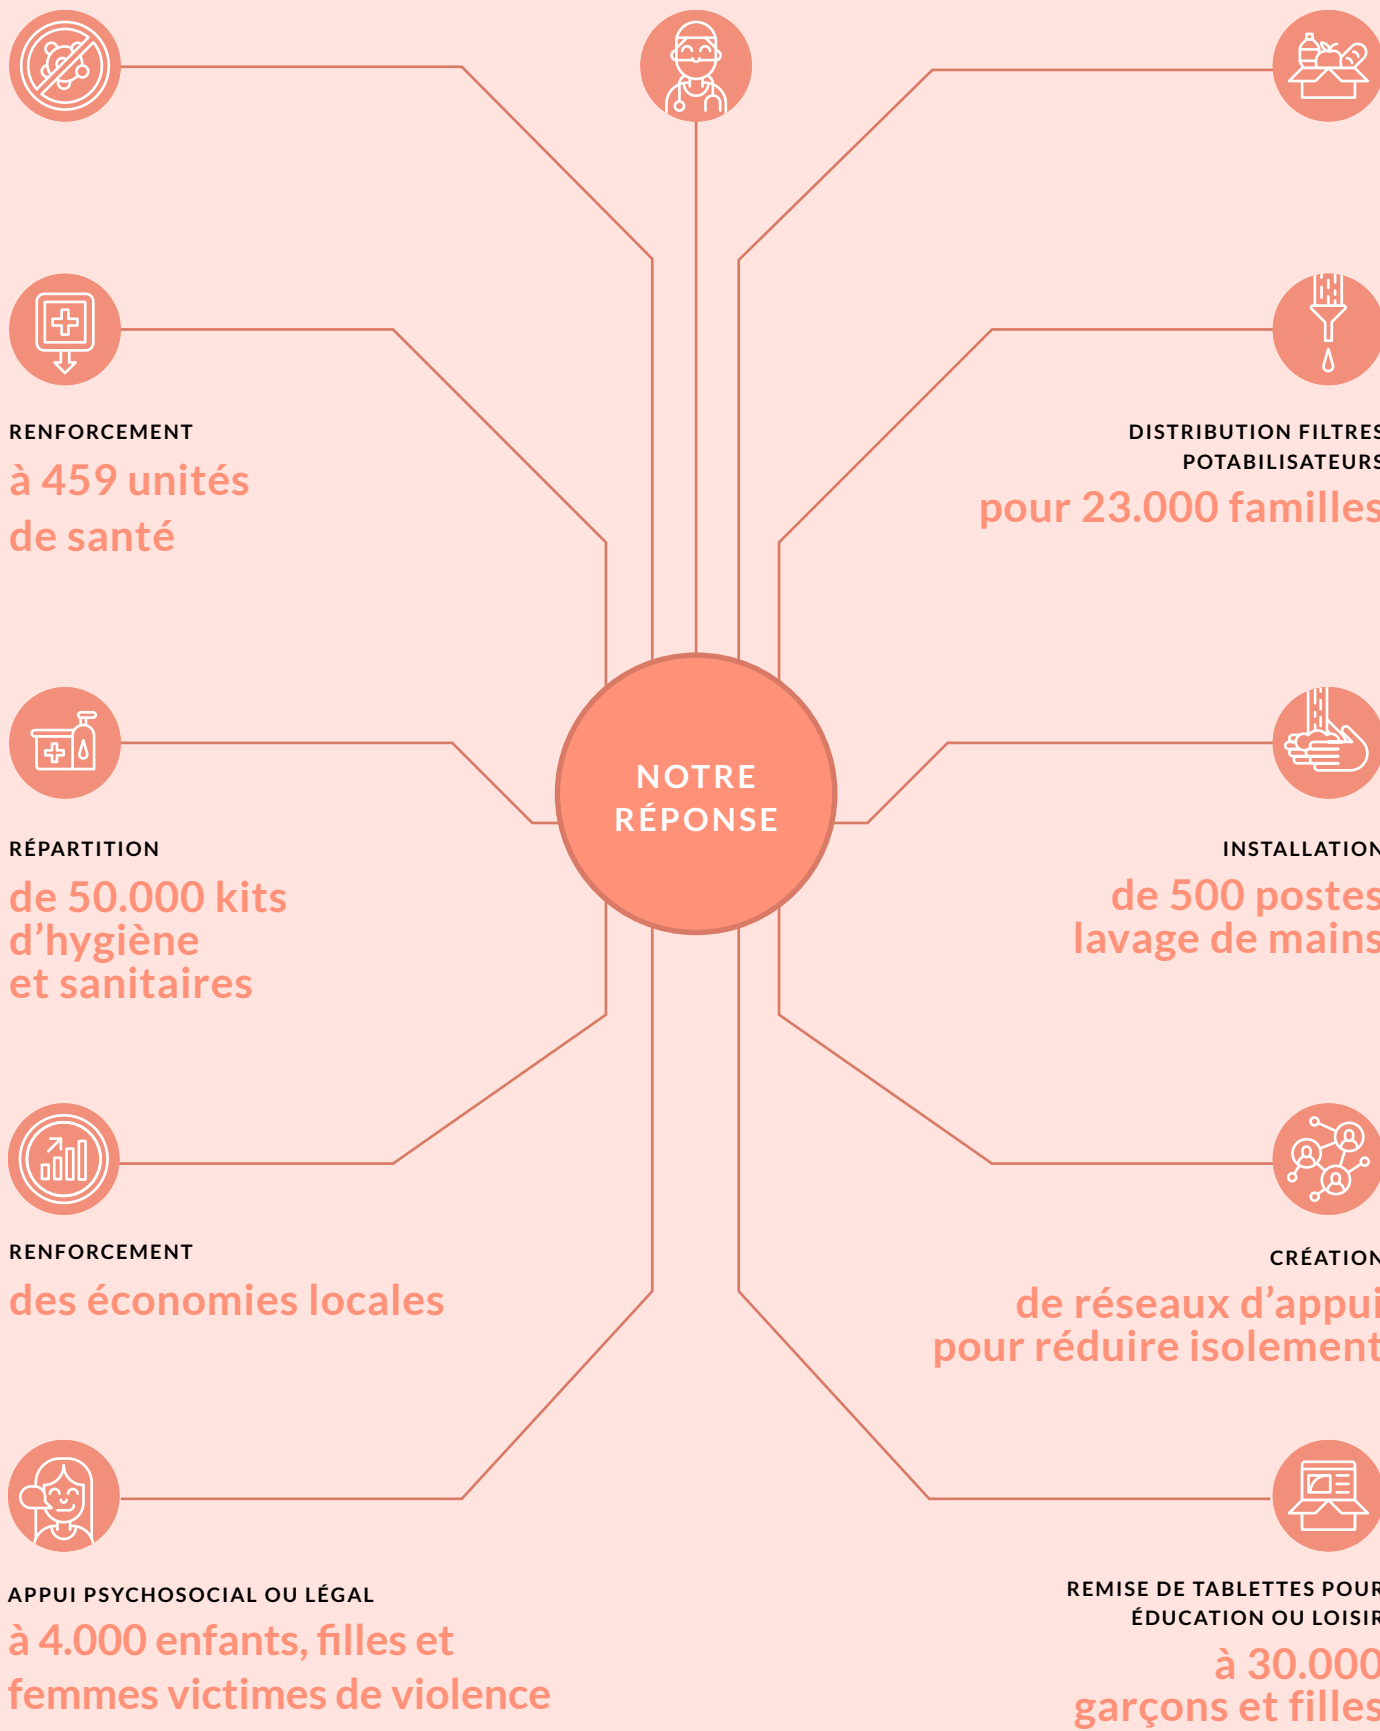 RENFORCEMENT
à 459 unités
de santé
DISTRIBUTION FILTRES
POTABILISATEURS
pour 23.000 familles
NOTRE
RÉPONSE
RÉPARTITION
de 50.000 kits
d’hygiène
et sanitaires
INSTALLATION
de 500 postes
lavage de mains
RENFORCEMENT
des économies locales
CRÉATION
de réseaux d’appui
pour réduire isolement
APPUI PSYCHOSOCIAL OU LÉGAL
à 4.000 enfants, filles et
femmes victimes de violence
REMISE DE TABLETTES POUR
ÉDUCATION OU LOISIR
à 30.000
garçons et filles